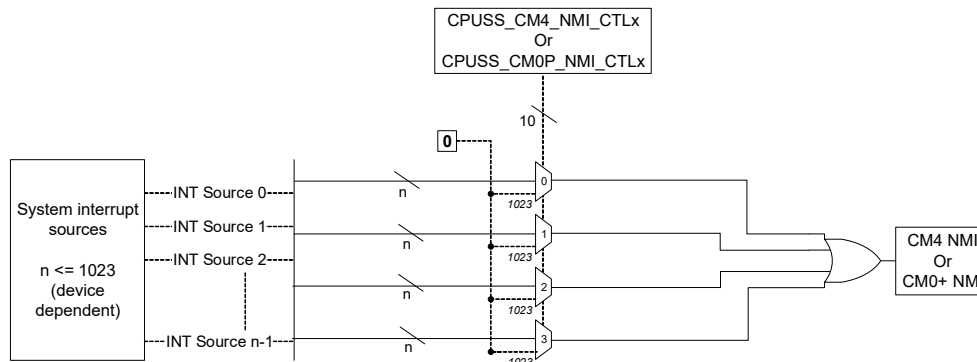 CPUSS_CM4_NMI_CTLx
Or
CPUSS_CM0P_NMI_CTLx
10
0
System interrupt
sources
n <= 1023
(device
dependent)
INT Source 0
INT Source 1
INT Source 2
INT Source n-1
n
n
n
n
1023
1023
1023
1023
0
1
2
3
CM4 NMI
Or
CM0+ NMI